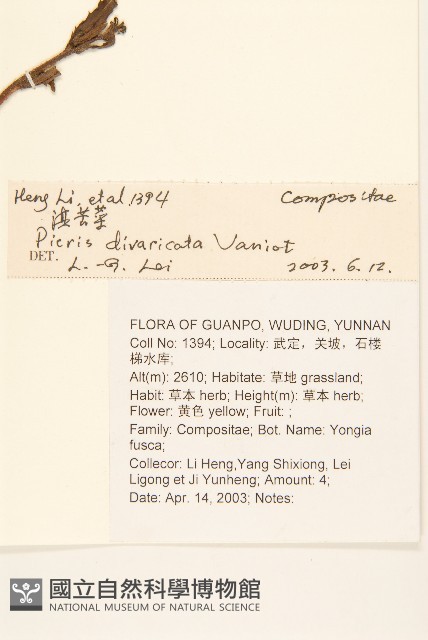 Heng Li, et al 1394 Compositae
滇苦菜
Picris divaricata Vaniot
DET. L.-G. Lei 2003. 6. 12.
FLORA OF GUANPO, WUDING, YUNNAN
Coll No: 1394; Locality: 武定，关坡，石楼
梯水库;
Alt(m): 2610; Habitate: 草地 grassland;
Habit: 草本 herb; Height(m): 草本 herb;
Flower: 黄色 yellow; Fruit: ;
Family: Compositae; Bot. Name: Yongia
fusca;
Collecor: Li Heng,Yang Shixiong, Lei
Ligong et Ji Yunheng; Amount: 4;
Date: Apr. 14, 2003; Notes:
國立自然科學博物館
NATIONAL MUSEUM OF NATURAL SCIENCE